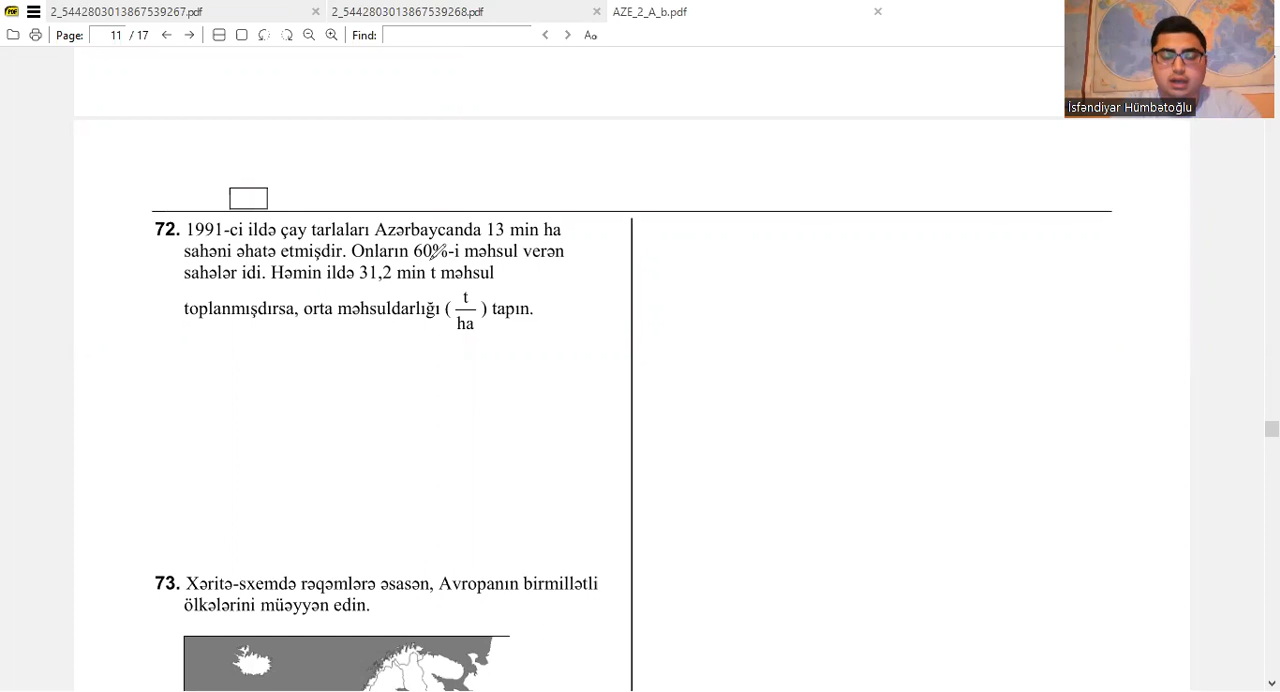 2_5442803013867539267.pdf
2_5442803013867539268.pdf
AZE_2_A_b.pdf
Page: 11 / 17
Find:
Aa
İsfəndiyar Hümbətoğlu
72. 1991-ci ildə çay tarlaları Azərbaycanda 13 min ha
sahəni əhatə etmişdir. Onların 60%-i məhsul verən
sahələr idi. Həmin ildə 31,2 min t məhsul
toplanmışdırsa, orta məhsuldarlığı ( t/ha ) tapın.
73. Xəritə-sxemdə rəqəmlərə əsasən, Avropanın birmillətli
ölkələrini müəyyən edin.